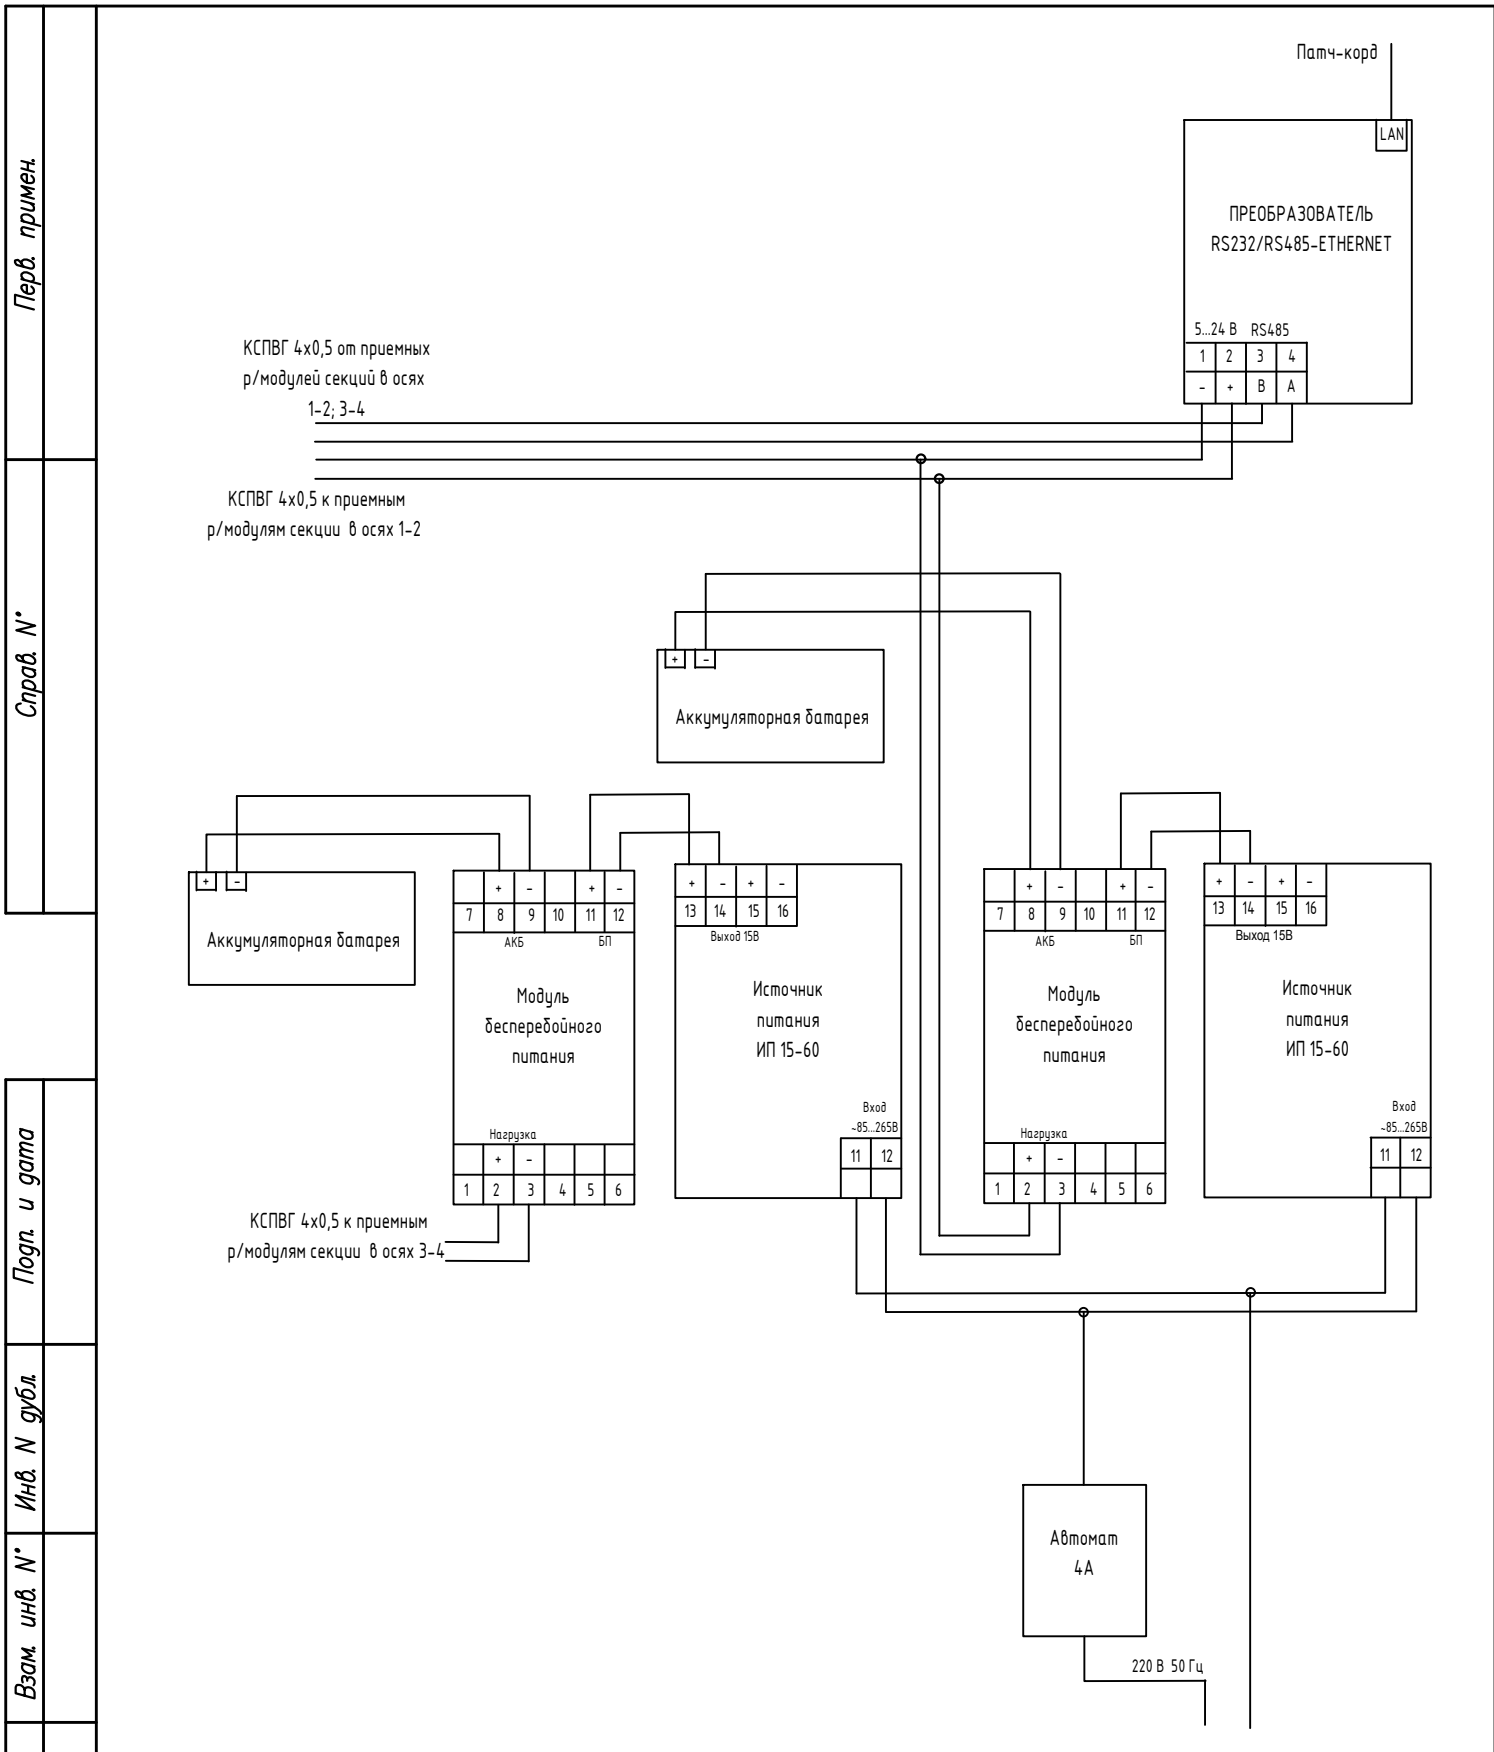 Патч-корд
LAN
ПРЕОБРАЗОВАТЕЛЬ
RS232/RS485-ETHERNET
5...24 В RS485
1 2 3 4
- + B A
КСПВГ 4х0,5 от приемных
р/модулей секций в осях
1-2; 3-4
КСПВГ 4х0,5 к приемным
р/модулям секции в осях 1-2
+ -
Аккумуляторная батарея
+ -
Аккумуляторная батарея
+ - + -
7 8 9 10 11 12
АКБ БП
Модуль
бесперебойного
питания
Нагрузка
+ -
1 2 3 4 5 6
КСПВГ 4х0,5 к приемным
р/модулям секции в осях 3-4
+ - + -
13 14 15 16
Выход 15В
Источник
питания
ИП 15-60
Вход
~85...265В
11 12
+ - + -
7 8 9 10 11 12
АКБ БП
Модуль
бесперебойного
питания
Нагрузка
+ -
1 2 3 4 5 6
+ - + -
13 14 15 16
Выход 15В
Источник
питания
ИП 15-60
Вход
~85...265В
11 12
Автомат
4А
220 В 50 Гц
Перв. примен.
Справ. N°
Подп. и дата
Инв. N дубл.
Взам. инв. N°